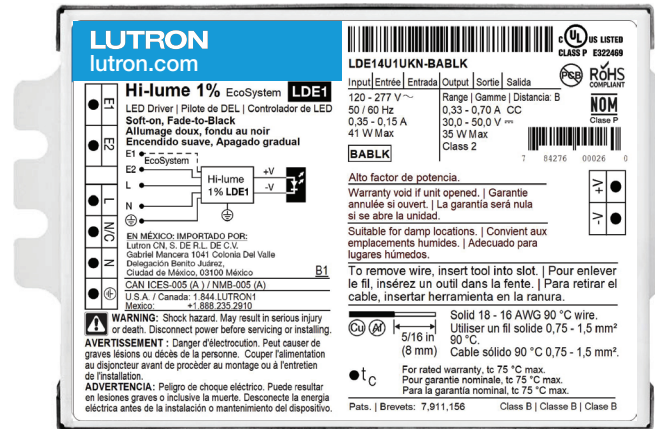 LUTRON
lutron.com
Hi-lume 1% EcoSystem LDE1
LED Driver | Pilote de DEL | Controlador de LED
Soft-on, Fade-to-Black
Allumage doux, fondu au noir
Encendido suave, Apagado gradual
E1
EcoSystem
E2
+V
L
Hi-lume
1% LDE1
-V
N
E1
E2
L
N/C
N
EN MÉXICO: IMPORTADO POR:
Lutron CN, S. DE R.L. DE C.V.
Gabriel Mancera 1041 Colonia Del Valle
Delegación Benito Juárez,
Ciudad de México, 03100 México
B1
CAN ICES-005 (A) / NMB-005 (A)
U.S.A. / Canada: 1.844.LUTRON1
Mexico: +1.888.235.2910
WARNING: Shock hazard. May result in serious injury
or death. Disconnect power before servicing or installing.
AVERTISSEMENT : Danger d'électrocution. Peut causer de
graves lésions ou décès de la personne. Couper l'alimentation
au disjoncteur avant de procéder au montage ou à l'entretien
de l'installation.
ADVERTENCIA: Peligro de choque eléctrico. Puede resultar
en lesiones graves o inclusive la muerte. Desconecte la energía
eléctrica antes de la instalación o mantenimiento del dispositivo.
c UL US LISTED
CLASS P E322469
LDE14U1UKN-BABLK
Input | Entrée | Entrada
120 - 277 V ~
50 / 60 Hz
0,35 - 0,15 A
41 W Max
BABLK
Output | Sortie | Salida
Range | Gamme | Distancia: B
0,33 - 0,70 A CC
30,0 - 50,0 V
35 W Max
Class 2
PCB
RoHS
COMPLIANT
NOM
Clase P
7 84276 00026 0
Alto factor de potencia.
Warranty void if unit opened. | Garantie
annulée si ouvert. | La garantía será nula
si se abre la unidad.
Suitable for damp locations. | Convient aux
emplacements humides. | Adecuado para
lugares húmedos.
+V
-V
To remove wire, insert tool into slot. | Pour enlever
le fil, insérez un outil dans la fente. | Para retirar el
cable, insertar herramienta en la ranura.
Cu Al
5/16 in
(8 mm)
Solid 18 - 16 AWG 90 °C wire.
Utiliser un fil solide 0,75 - 1,5 mm²
90 °C.
Cable sólido 90 °C 0,75 - 1,5 mm².
tc
For rated warranty, tc 75 °C max.
Pour garantie nominale, tc 75 °C max.
Para la garantía nominal, tc 75 °C max.
Pats. | Brevets: 7,911,156
Class B | Classe B | Clase B